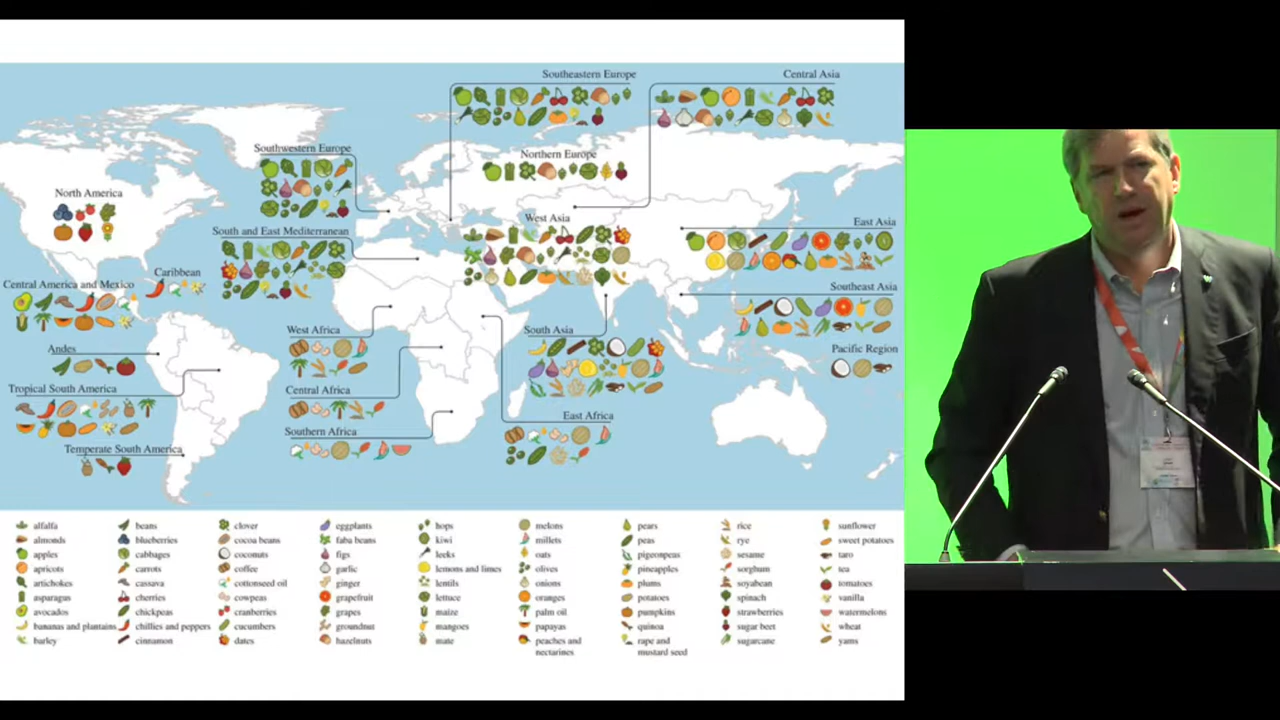 Southeastern Europe
Central Asia
Southwestern Europe
Northern Europe
North America
West Asia
East Asia
South and East Mediterranean
Central America and Mexico
Caribbean
Southeast Asia
West Africa
South Asia
Andes
Pacific Region
Tropical South America
Central Africa
East Africa
Southern Africa
Temperate South America
alfalfa
almonds
apples
apricots
artichokes
asparagus
avocados
bananas and plantains
barley
beans
blueberries
cabbages
carrots
cassava
cherries
chickpeas
chillies and peppers
cinnamon
clover
cocoa beans
coconuts
coffee
cottonseed oil
cowpeas
cranberries
cucumbers
dates
eggplants
faba beans
figs
garlic
ginger
grapefruit
grapes
groundnut
hazelnuts
hops
kiwi
leeks
lemons and limes
lentils
lettuce
maize
mangoes
mate
melons
millets
oats
olives
onions
oranges
palm oil
papayas
peaches and
nectarines
pears
peas
pigeonpeas
pineapples
plums
potatoes
pumpkins
quinoa
rape and
mustard seed
rice
rye
sesame
sorghum
soyabean
spinach
strawberries
sugar beet
sugarcane
sunflower
sweet potatoes
taro
tea
tomatoes
vanilla
watermelons
wheat
yams